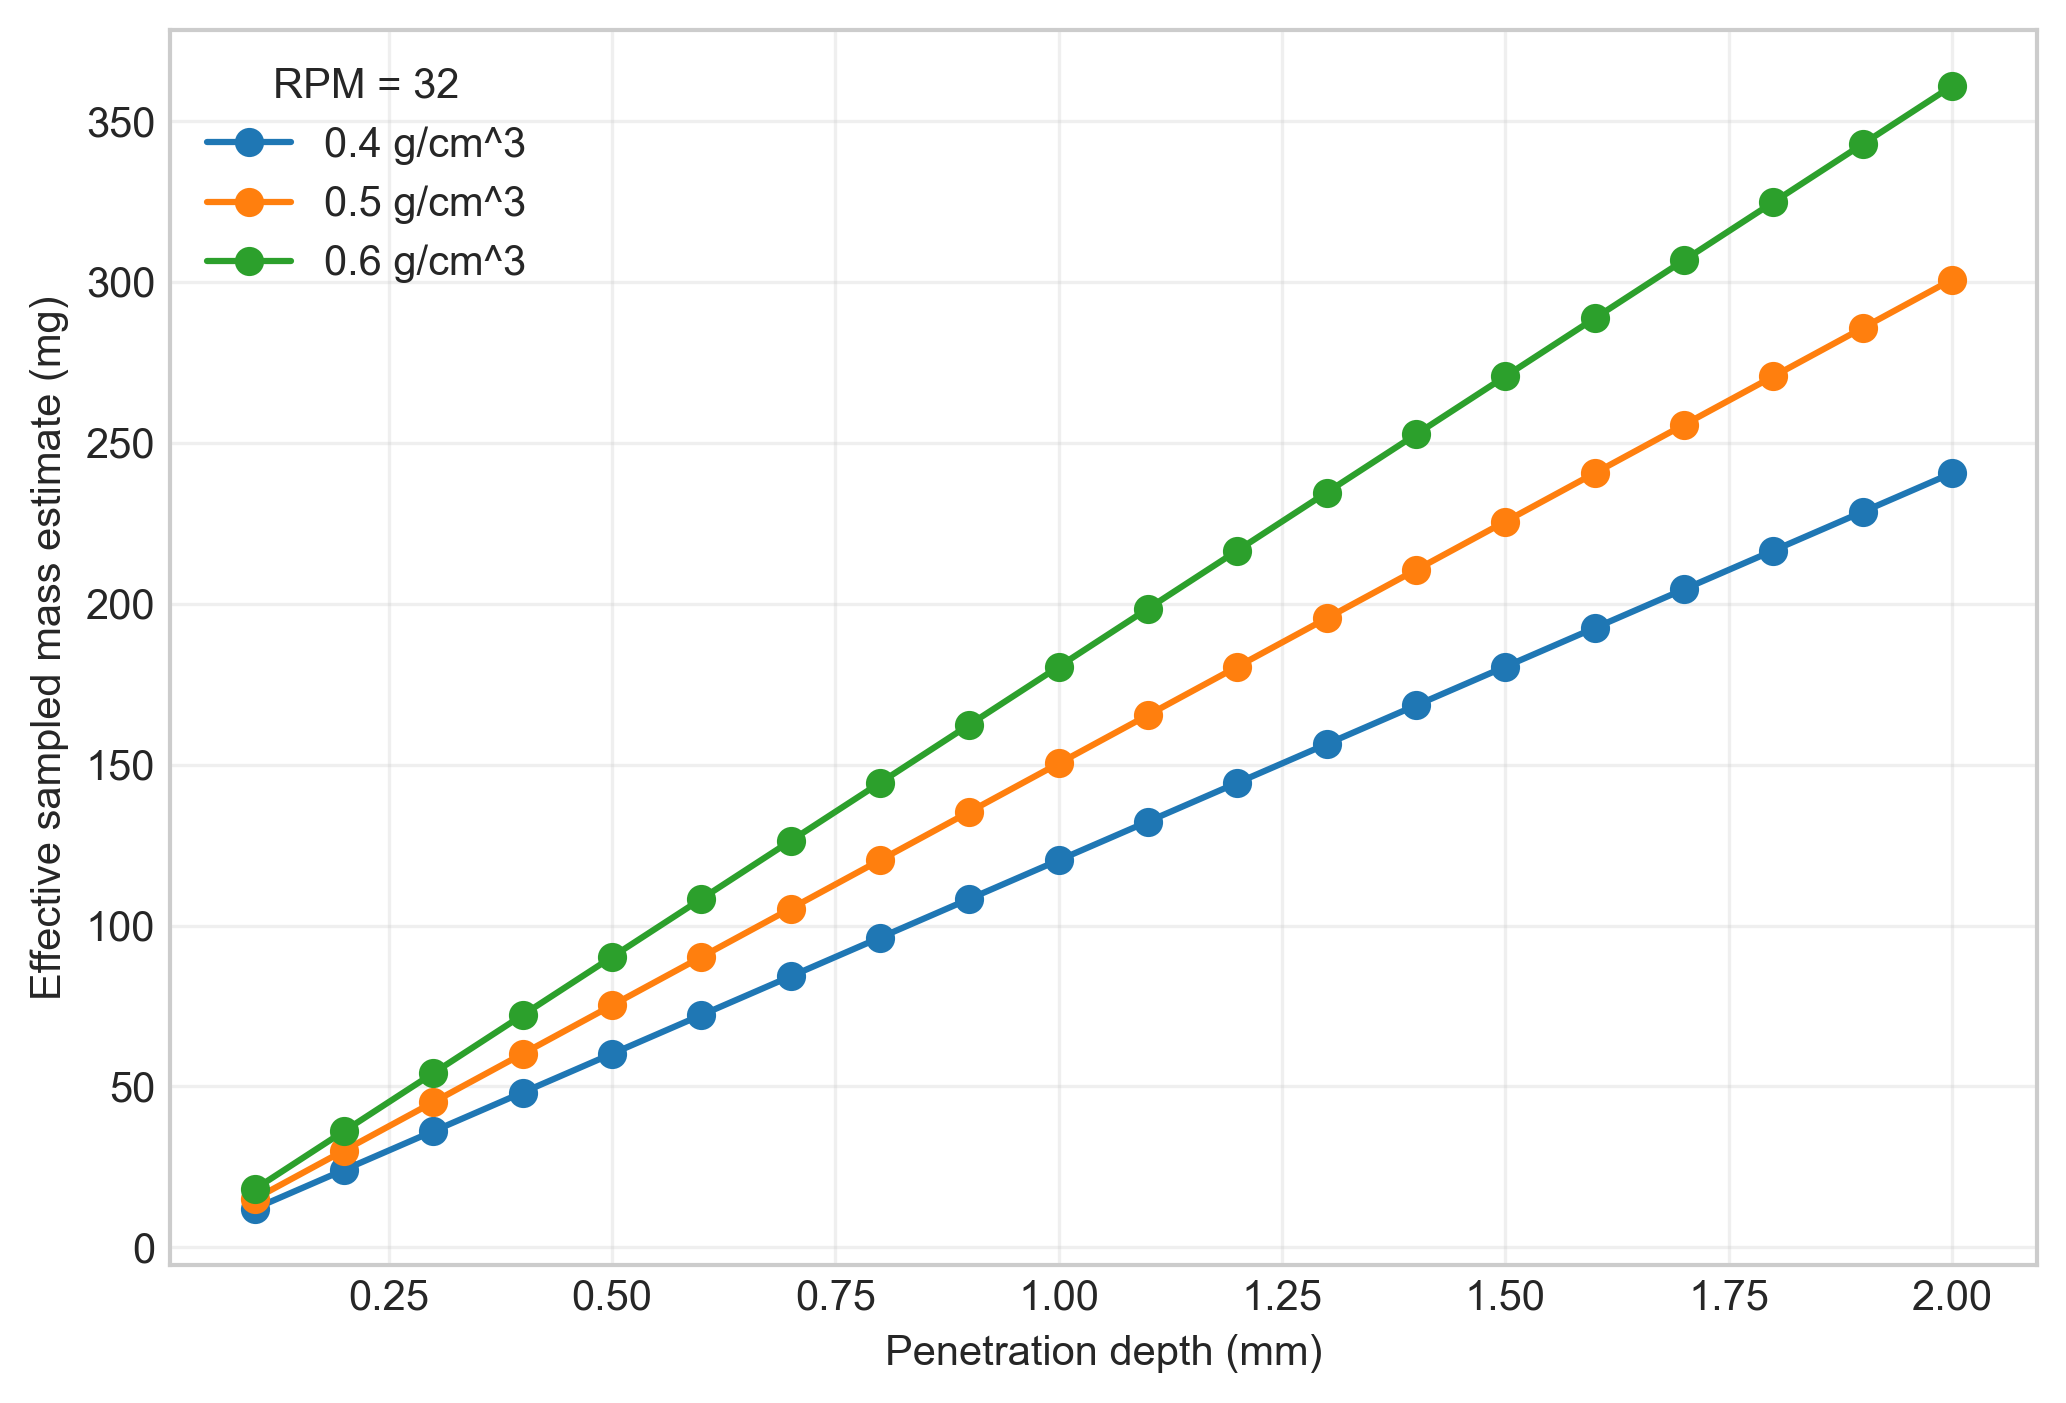 RPM = 32
0.4 g/cm^3
0.5 g/cm^3
0.6 g/cm^3
Effective sampled mass estimate (mg)
350
300
250
200
150
100
50
0
0.25 0.50 0.75 1.00 1.25 1.50 1.75 2.00
Penetration depth (mm)